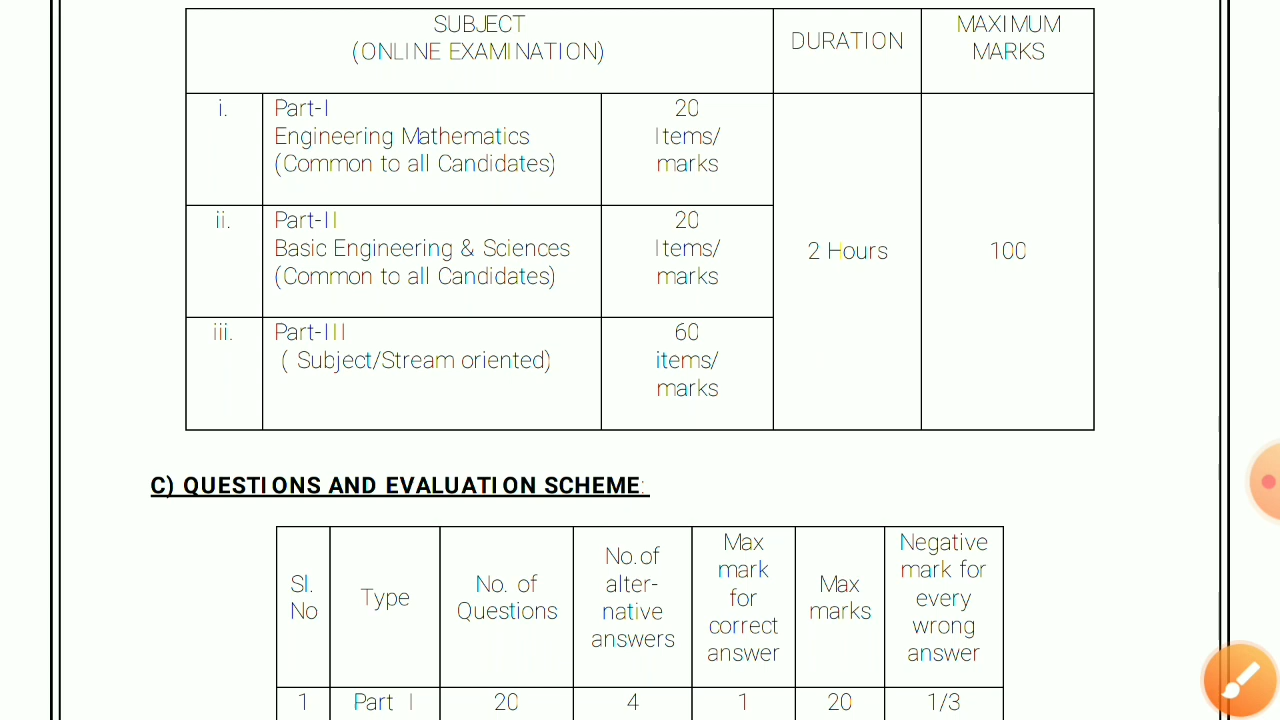 SUBJECT
(ONLINE EXAMINATION)
DURATION
MAXIMUM
MARKS
i.
Part-I
Engineering Mathematics
(Common to all Candidates)
20
Items/
marks
ii.
Part-II
Basic Engineering & Sciences
(Common to all Candidates)
20
Items/
marks
2 Hours
100
iii.
Part-III
( Subject/Stream oriented)
60
items/
marks
C) QUESTIONS AND EVALUATION SCHEME:
Sl.
No
Type
No. of
Questions
No.of
alter-
native
answers
Max
mark
for
correct
answer
Max
marks
Negative
mark for
every
wrong
answer
1
Part I
20
4
1
20
1/3